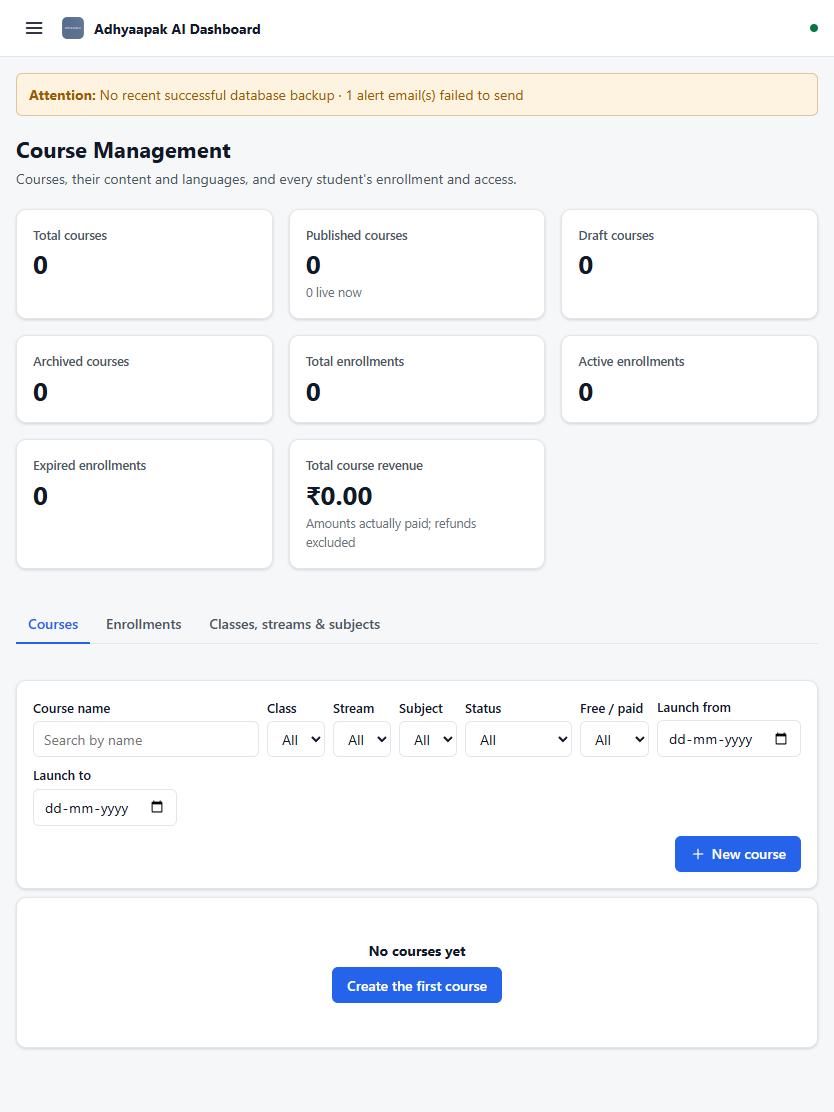 Adhyaapak AI Dashboard
Attention: No recent successful database backup · 1 alert email(s) failed to send
Course Management
Courses, their content and languages, and every student's enrollment and access.
Total courses
0
Published courses
0
0 live now
Draft courses
0
Archived courses
0
Total enrollments
0
Active enrollments
0
Expired enrollments
0
Total course revenue
₹0.00
Amounts actually paid; refunds
excluded
Courses Enrollments Classes, streams & subjects
Course name Class Stream Subject Status Free / paid Launch from
Search by name All All All All All dd-mm-yyyy
Launch to
dd-mm-yyyy
+ New course
No courses yet
Create the first course